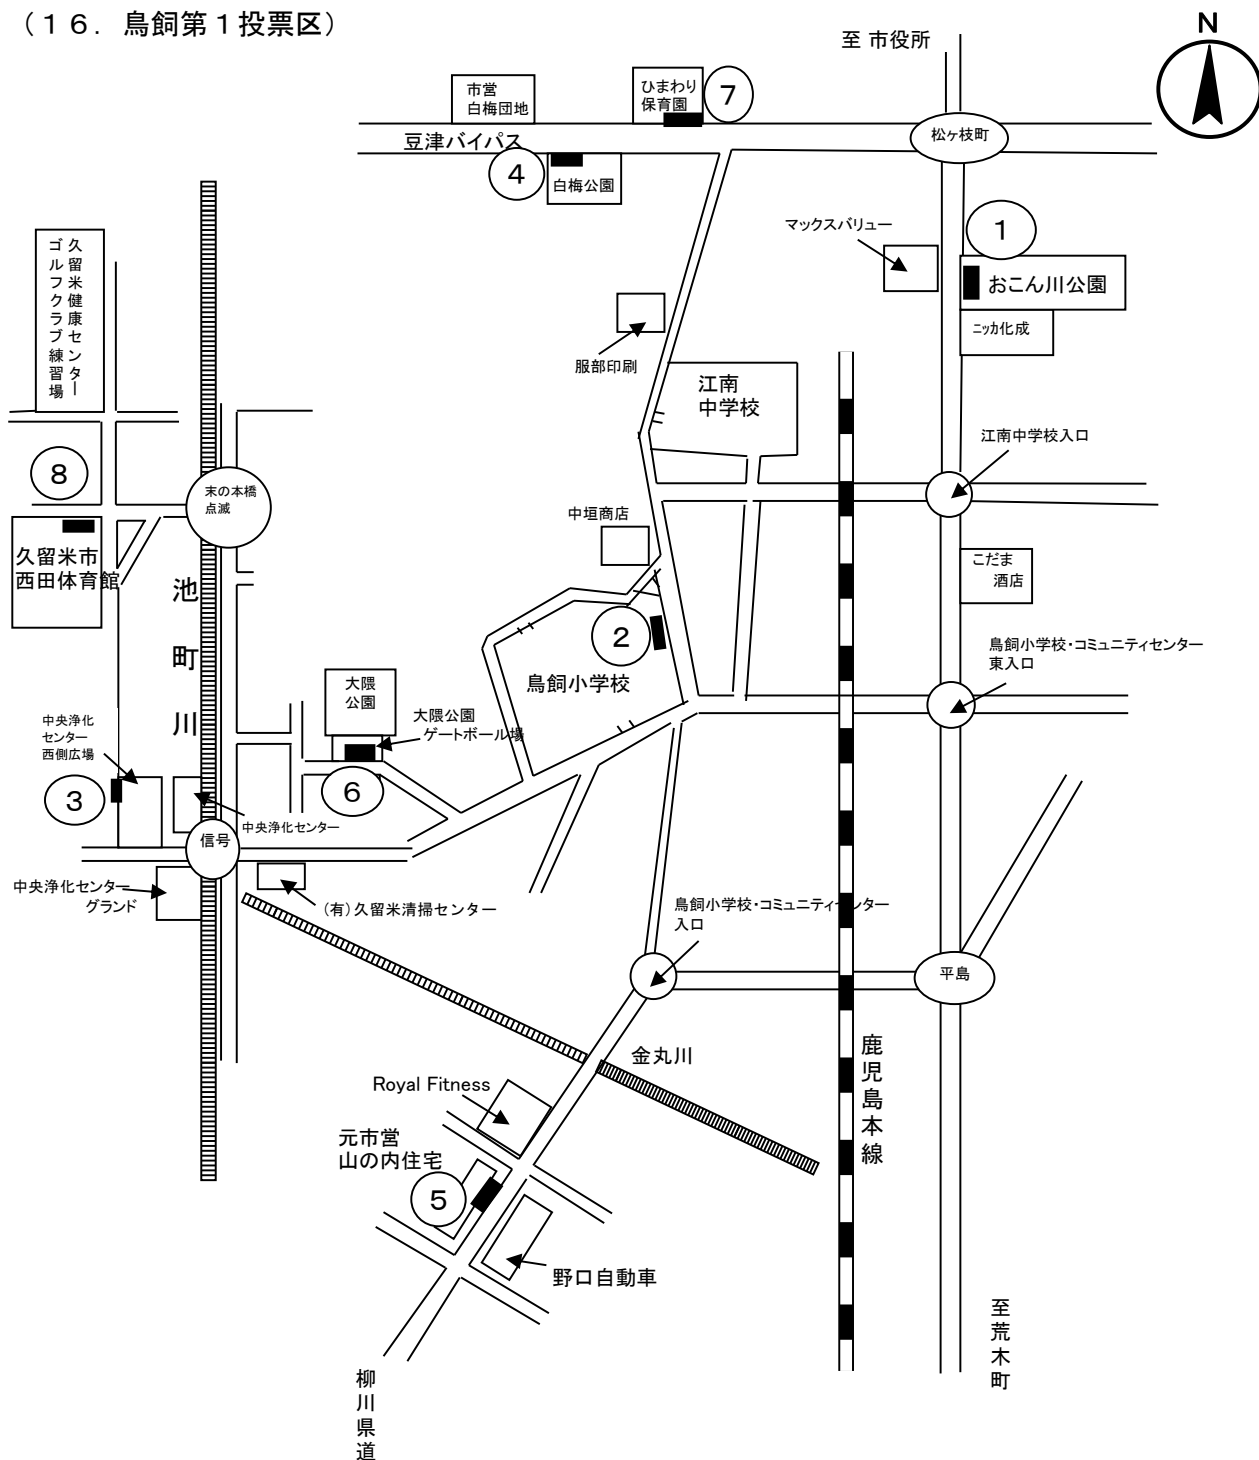 （１６．鳥飼第１投票区）
N
至 市役所
市営
白梅団地
ひまわり
保育園
７
松ヶ枝町
豆津バイパス
４
白梅公園
１
マックスバリュー
おこん川公園
ニッカ化成
久留米健康センター
ゴルフクラブ練習場
服部印刷
江南
中学校
江南中学校入口
８
末の本橋
点滅
中垣商店
久留米市
西田体育館
こだま
酒店
池町川
２
鳥飼小学校
鳥飼小学校・コミュニティセンター
東入口
大隈
公園
大隈公園
ゲートボール場
中央浄化
センター
西側広場
３
６
中央浄化センター
信号
中央浄化センター
グランド
(有)久留米清掃センター
鳥飼小学校・コミュニティセンター
入口
平島
金丸川
鹿児島本線
Royal Fitness
元市営
山の内住宅
５
野口自動車
至荒木町
柳川県道